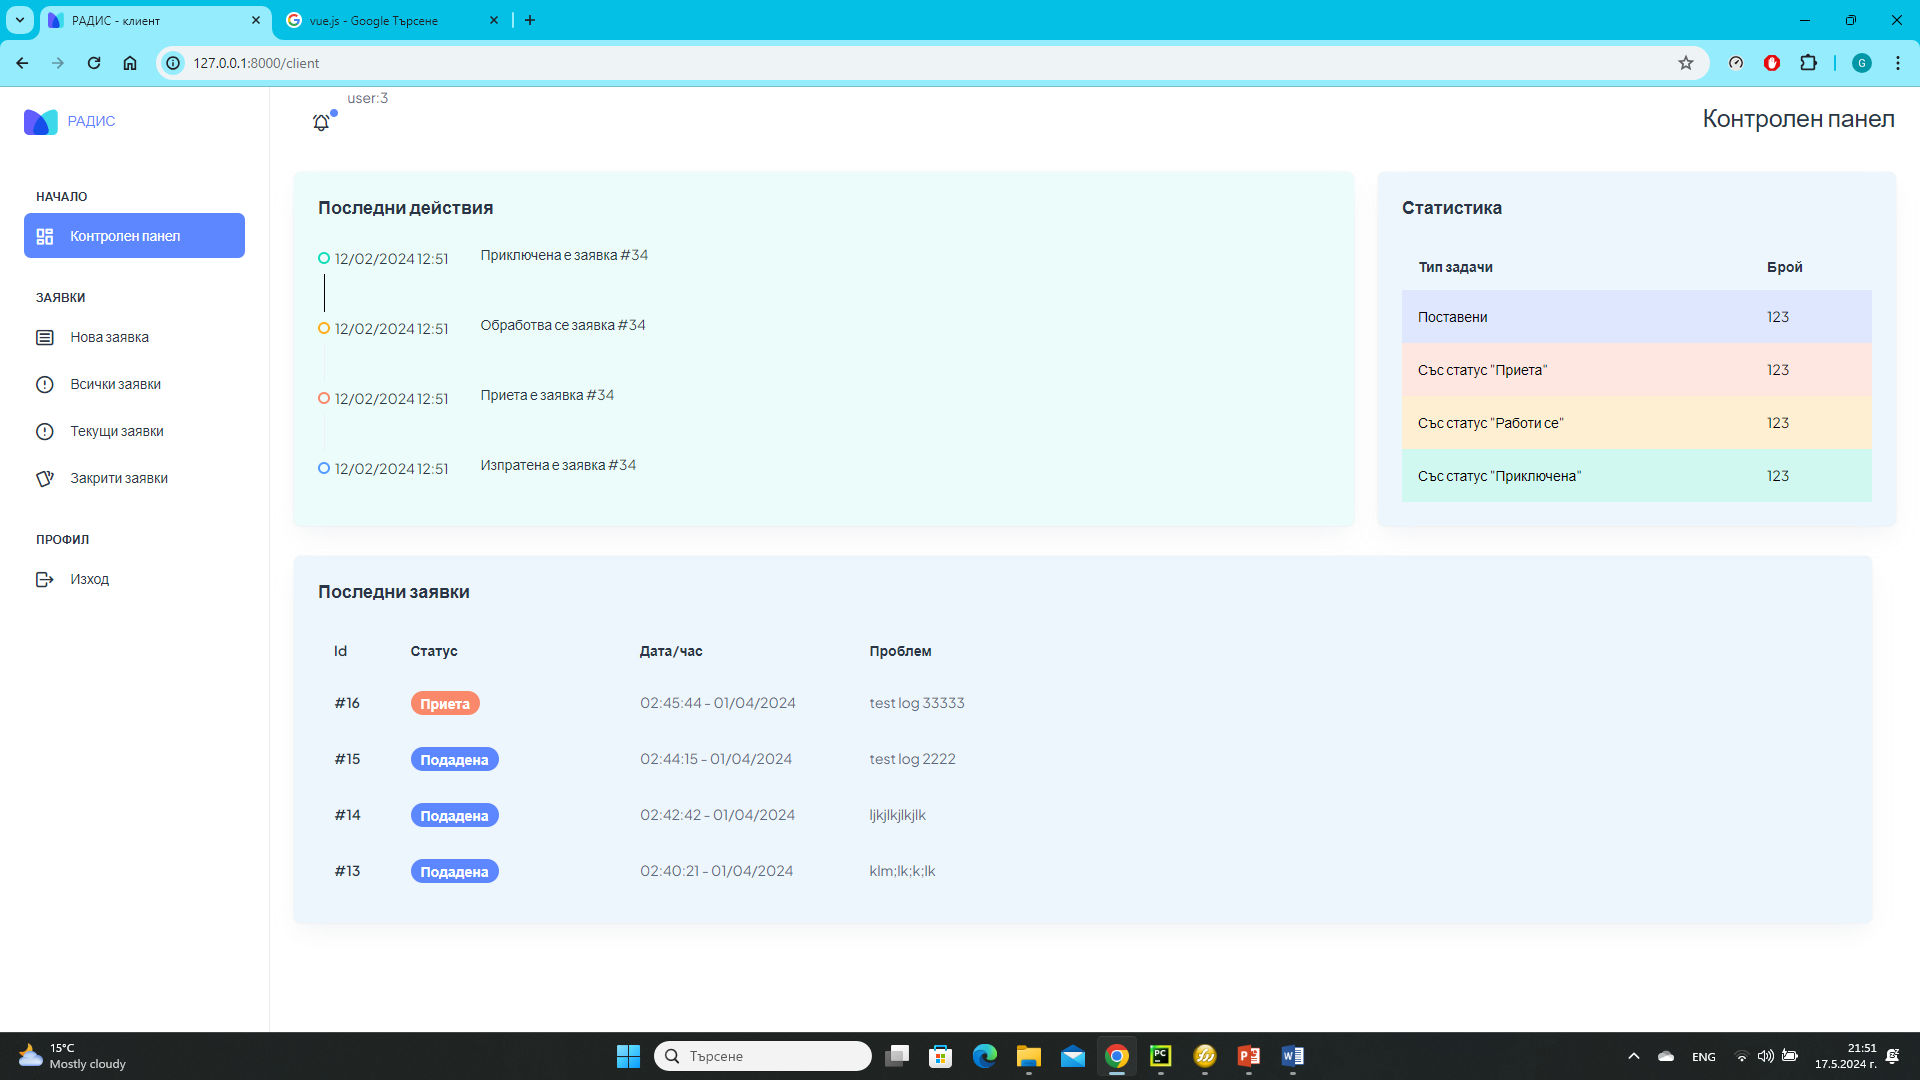 РАДИС - клиент
vue.js - Google Търсене
127.0.0.1:8000/client
G
РАДИС
user:3
Контролен панел
НАЧАЛО
Контролен панел
ЗАЯВКИ
Нова заявка
Всички заявки
Текущи заявки
Закрити заявки
ПРОФИЛ
Изход
Последни действия
12/02/2024 12:51 Приключена е заявка #34
12/02/2024 12:51 Обработва се заявка #34
12/02/2024 12:51 Приета е заявка #34
12/02/2024 12:51 Изпратена е заявка #34
Статистика
Тип задачи Брой
Поставени 123
Със статус "Приета" 123
Със статус "Работи се" 123
Със статус "Приключена" 123
Последни заявки
Id Статус Дата/час Проблем
#16 Приета 02:45:44 - 01/04/2024 test log 33333
#15 Подадена 02:44:15 - 01/04/2024 test log 2222
#14 Подадена 02:42:42 - 01/04/2024 ljkjlkjlkjlk
#13 Подадена 02:40:21 - 01/04/2024 klm;lk;k;lk
15°C
Mostly cloudy
Търсене
ENG
21:51
17.5.2024 г.